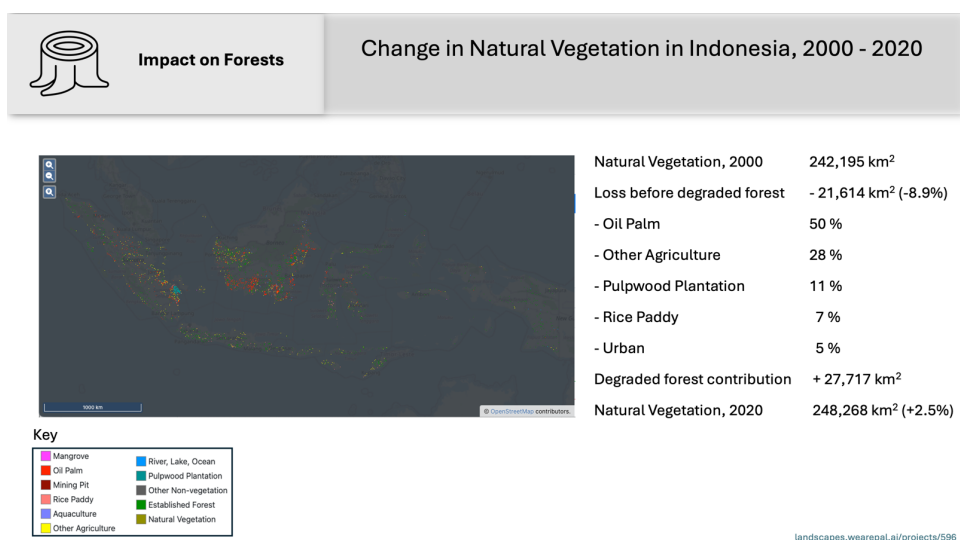 Impact on Forests
Change in Natural Vegetation in Indonesia, 2000 - 2020
Natural Vegetation, 2000 242,195 km²
Loss before degraded forest - 21,614 km² (-8.9%)
- Oil Palm 50 %
- Other Agriculture 28 %
- Pulpwood Plantation 11 %
- Rice Paddy 7 %
- Urban 5 %
Degraded forest contribution + 27,717 km²
Natural Vegetation, 2020 248,268 km² (+2.5%)
1000 km
© OpenStreetMap contributors.
Key
Mangrove
Oil Palm
Mining Pit
Rice Paddy
Aquaculture
Other Agriculture
River, Lake, Ocean
Pulpwood Plantation
Other Non-vegetation
Established Forest
Natural Vegetation
landscapes.wearepal.ai/projects/596